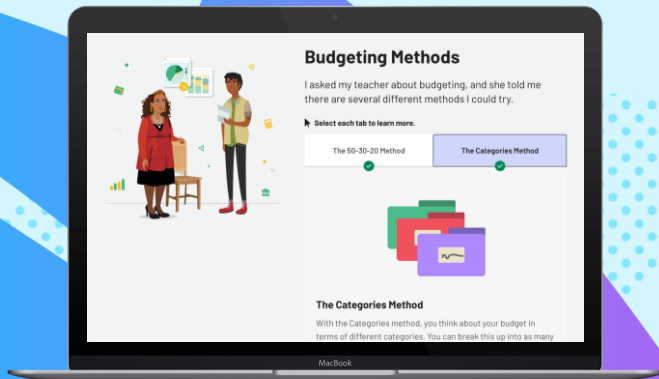 Budgeting Methods
I asked my teacher about budgeting, and she told me
there are several different methods I could try.
Select each tab to learn more.
The 50-30-20 Method
The Categories Method
The Categories Method
With the Categories method, you think about your budget in
terms of different categories. You can break this up into as many
MacBook